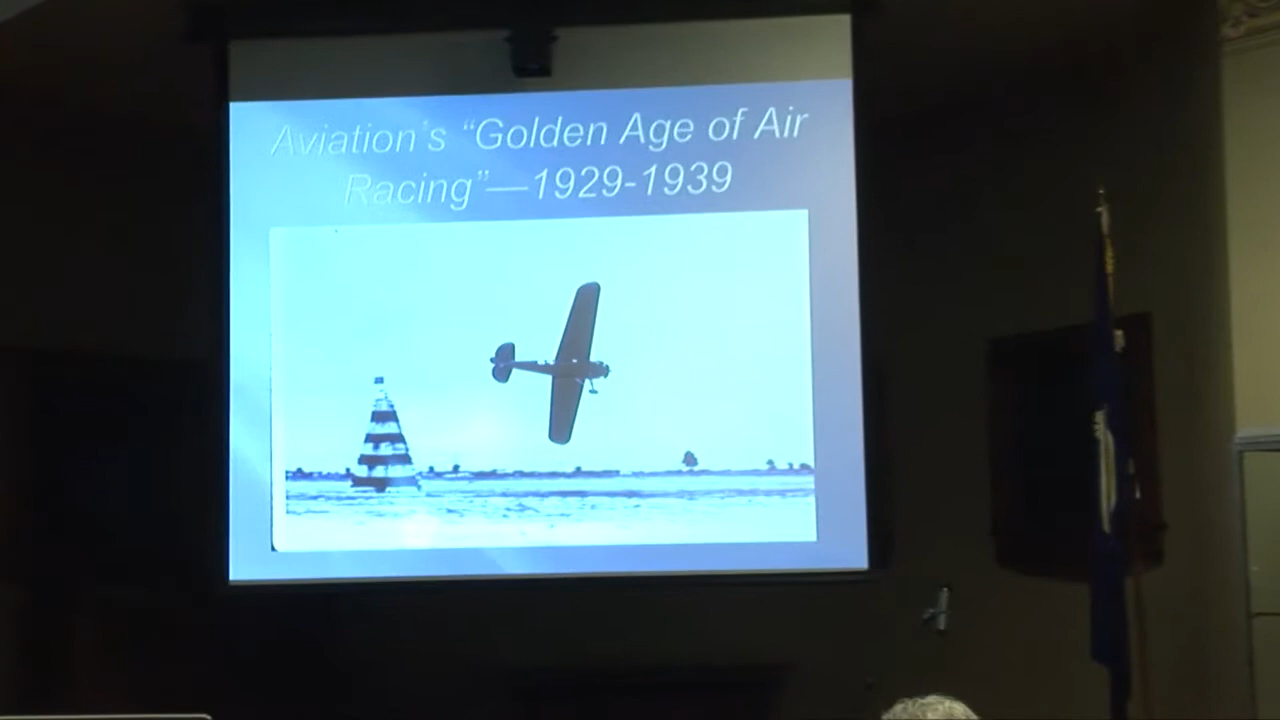 Aviation's “Golden Age of Air
Racing”—1929-1939